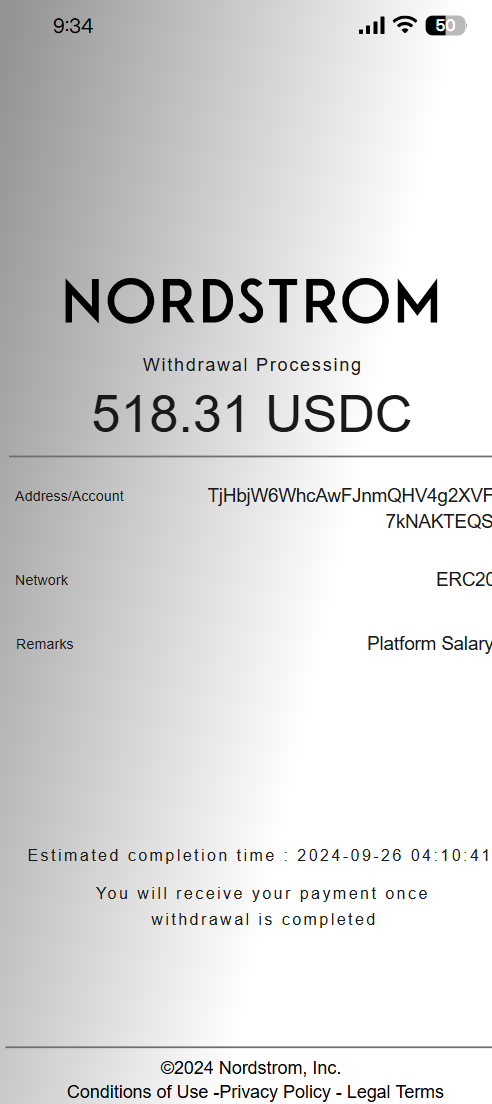 9:34
50
NORDSTROM
Withdrawal Processing
518.31 USDC
Address/Account TjHbjW6WhcAwFJnmQHV4g2XVF
7kNAKTEQS
Network ERC20
Remarks Platform Salary
Estimated completion time : 2024-09-26 04:10:41
You will receive your payment once
withdrawal is completed
©2024 Nordstrom, Inc.
Conditions of Use -Privacy Policy - Legal Terms